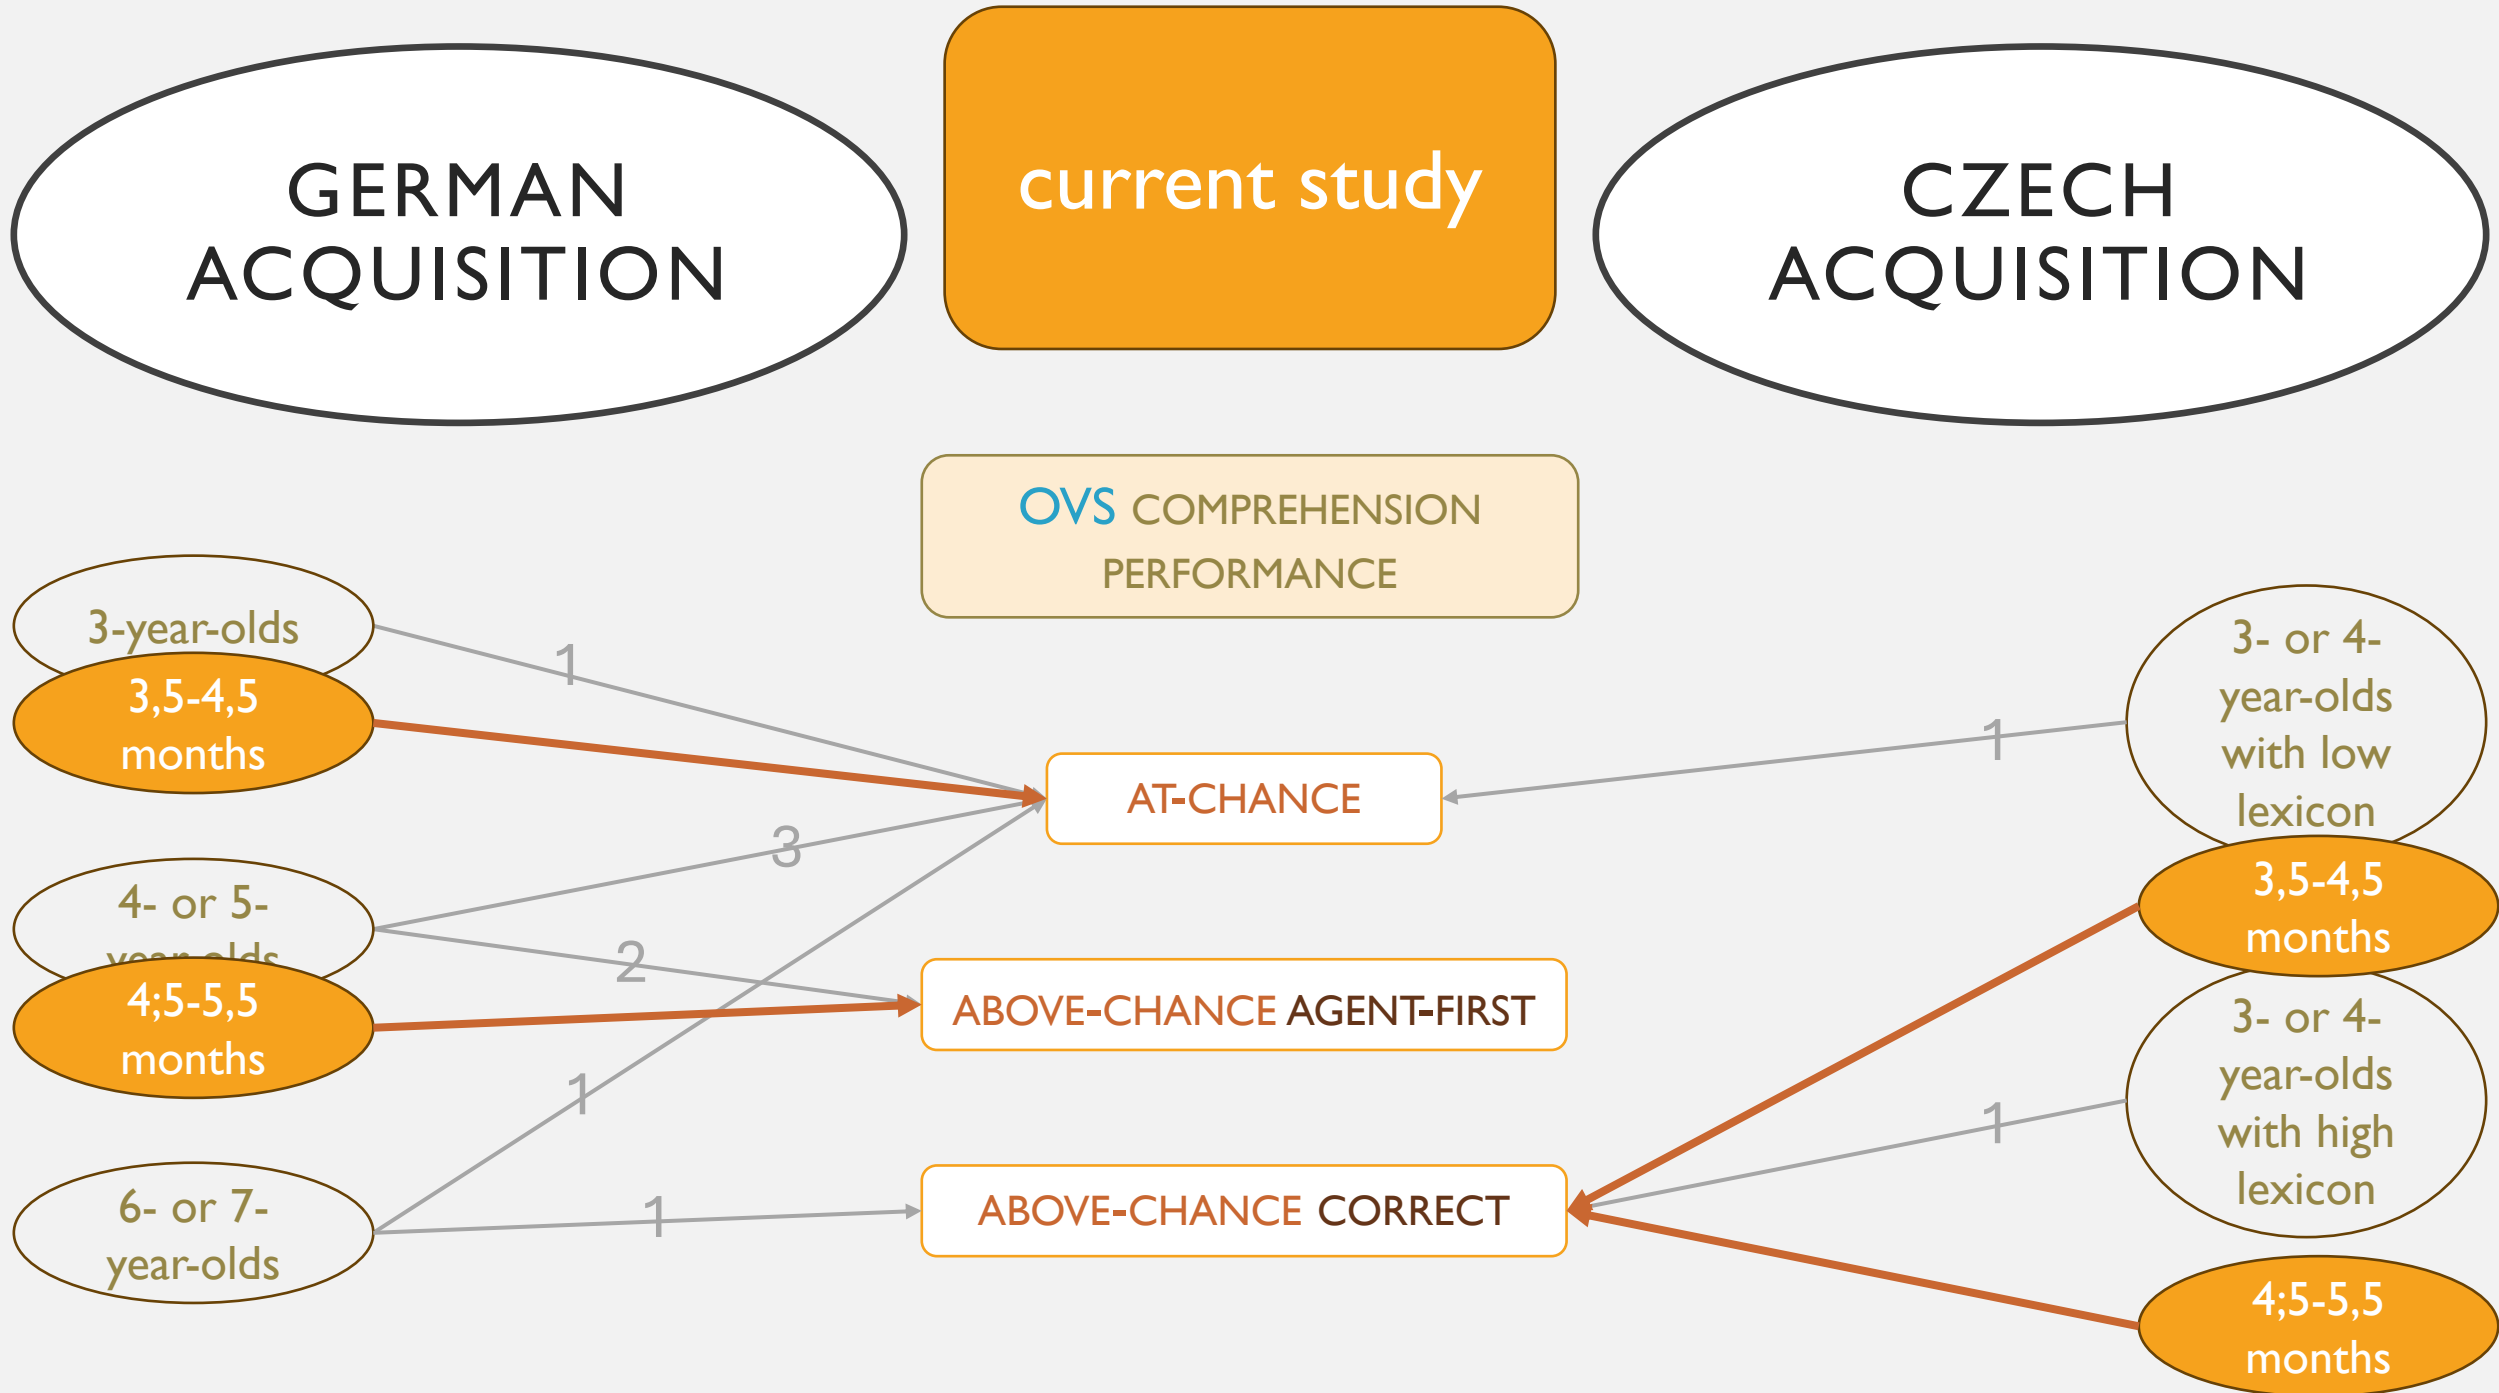 GERMAN
ACQUISITION
current study
CZECH
ACQUISITION
OVS COMPREHENSION
PERFORMANCE
3-year-olds
3,5-4,5
months
4- or 5-
year-olds
4;5-5,5
months
6- or 7-
year-olds
1
3
2
1
1
AT-CHANCE
ABOVE-CHANCE AGENT-FIRST
ABOVE-CHANCE CORRECT
1
1
3- or 4-
year-olds
with low
lexicon
3,5-4,5
months
3- or 4-
year-olds
with high
lexicon
4;5-5,5
months